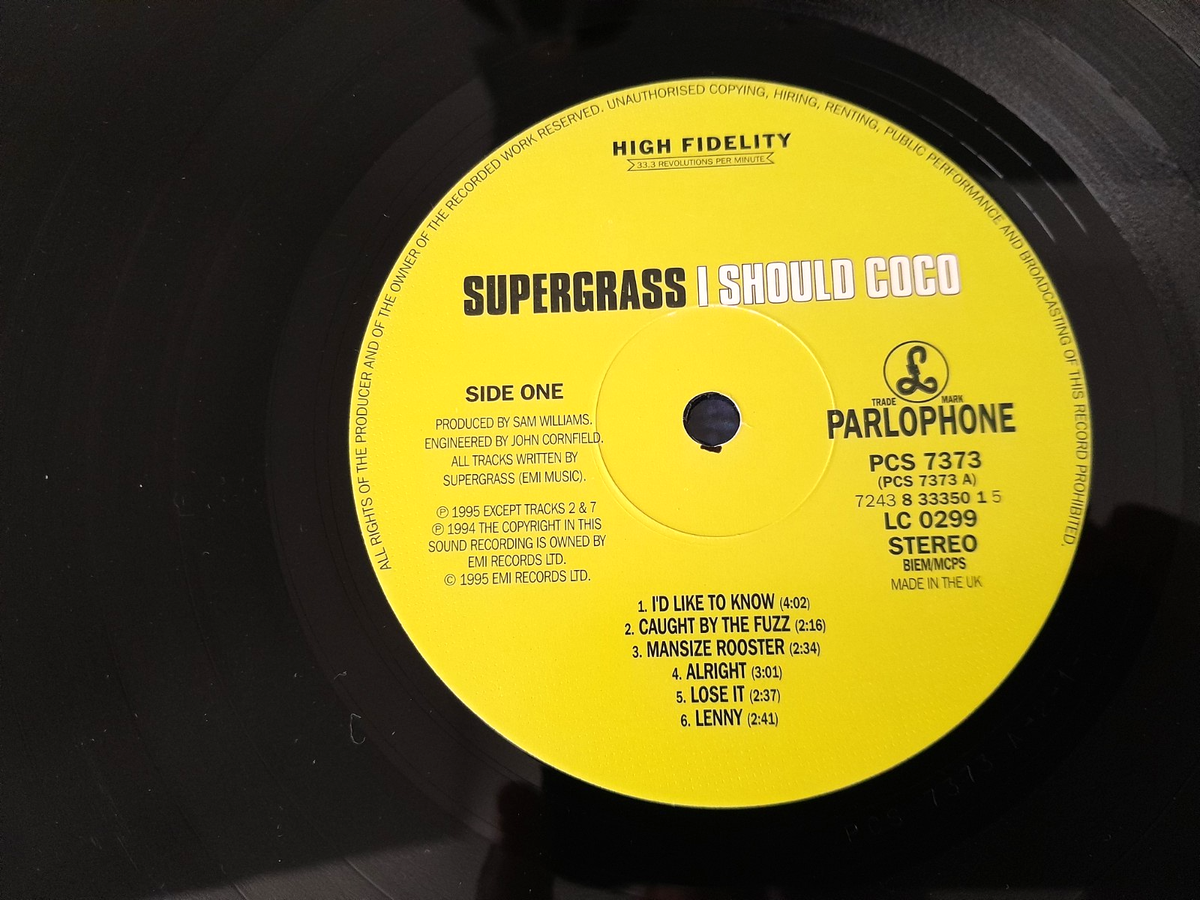 ALL RIGHTS OF THE PRODUCER AND OF THE OWNER OF THE RECORDED WORK RESERVED. UNAUTHORISED COPYING, HIRING, RENTING, PUBLIC PERFORMANCE AND BROADCASTING OF THIS RECORD PROHIBITED.
HIGH FIDELITY
33.3 REVOLUTIONS PER MINUTE
SUPERGRASS I SHOULD COCO
SIDE ONE
PRODUCED BY SAM WILLIAMS.
ENGINEERED BY JOHN CORNFIELD.
ALL TRACKS WRITTEN BY
SUPERGRASS (EMI MUSIC).
℗ 1995 EXCEPT TRACKS 2 & 7
℗ 1994 THE COPYRIGHT IN THIS
SOUND RECORDING IS OWNED BY
EMI RECORDS LTD.
© 1995 EMI RECORDS LTD.
£
TRADE MARK
PARLOPHONE
PCS 7373
(PCS 7373 A)
7243 8 33350 1 5
LC 0299
STEREO
BIEM/MCPS
MADE IN THE UK
1. I'D LIKE TO KNOW (4:02)
2. CAUGHT BY THE FUZZ (2:16)
3. MANSIZE ROOSTER (2:34)
4. ALRIGHT (3:01)
5. LOSE IT (2:37)
6. LENNY (2:41)
PCS 7373